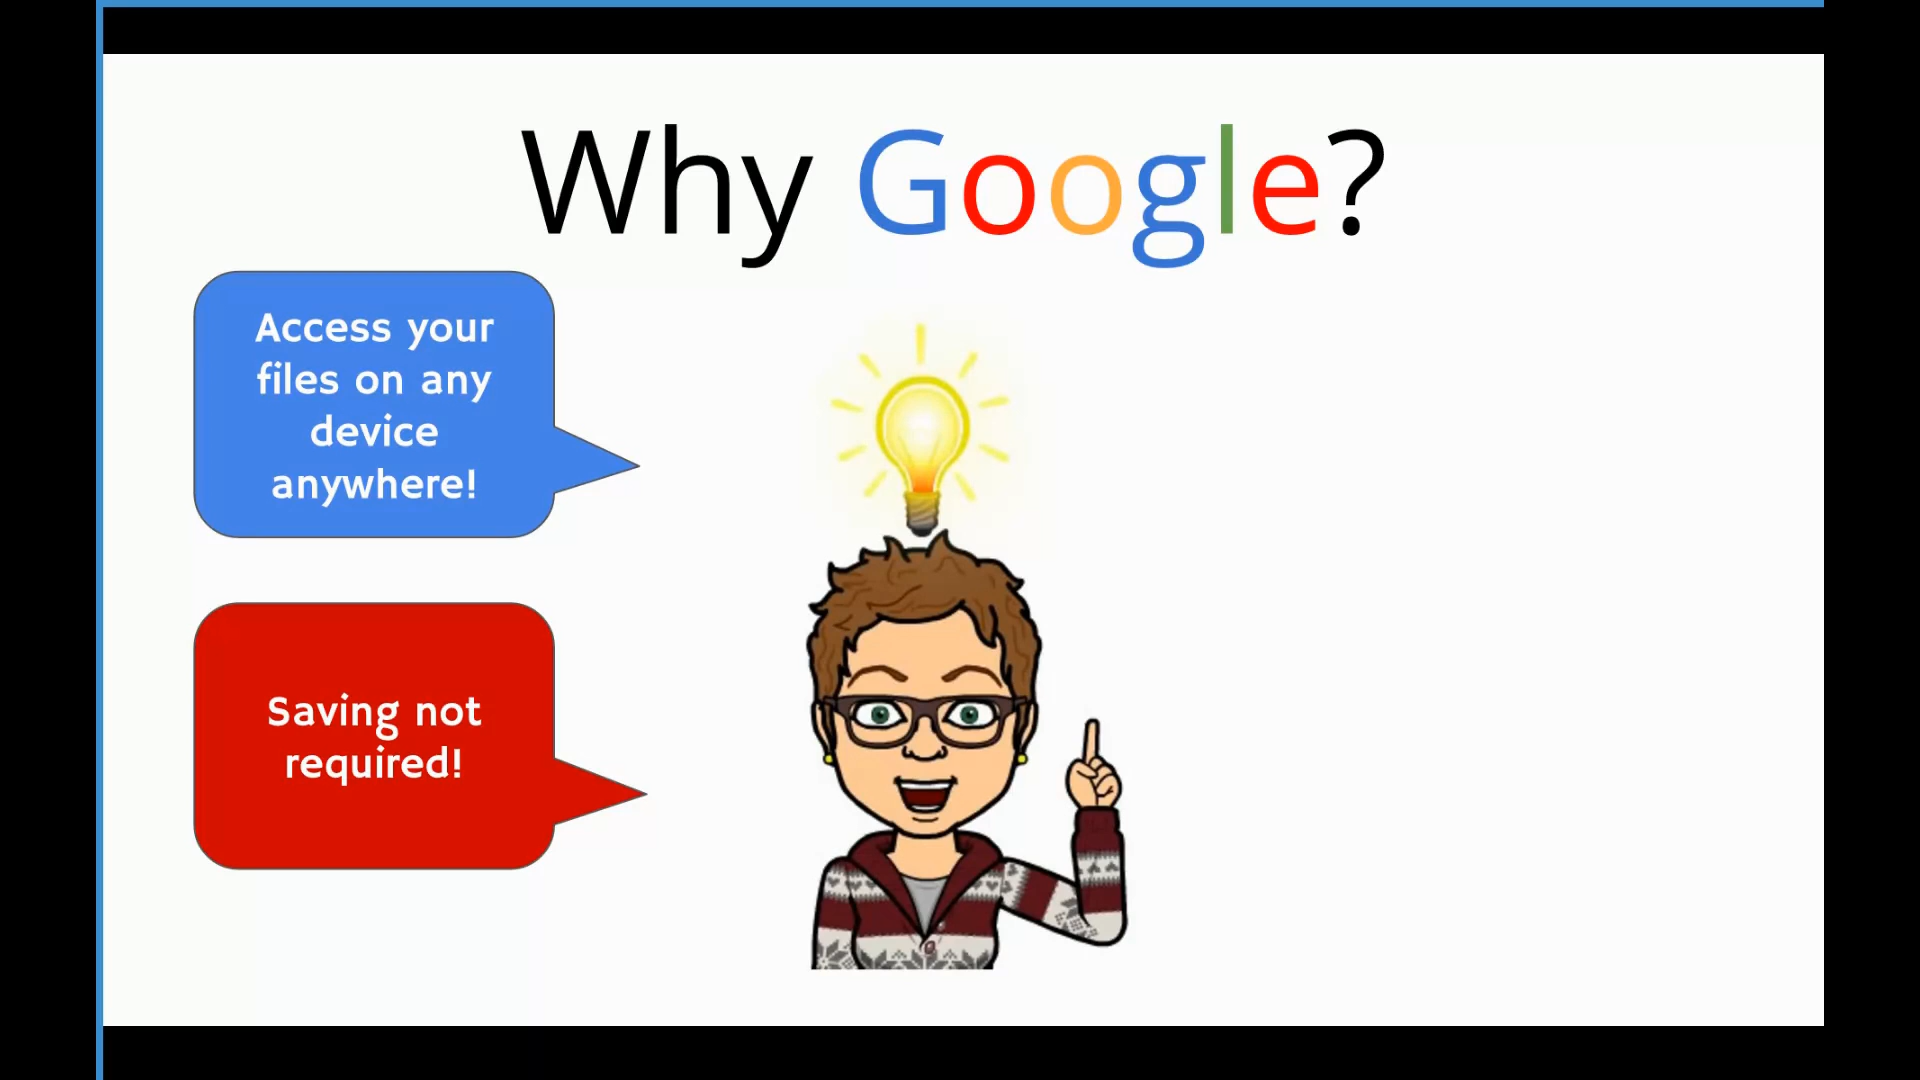 Why Google?
Access your
files on any
device
anywhere!
Saving not
required!